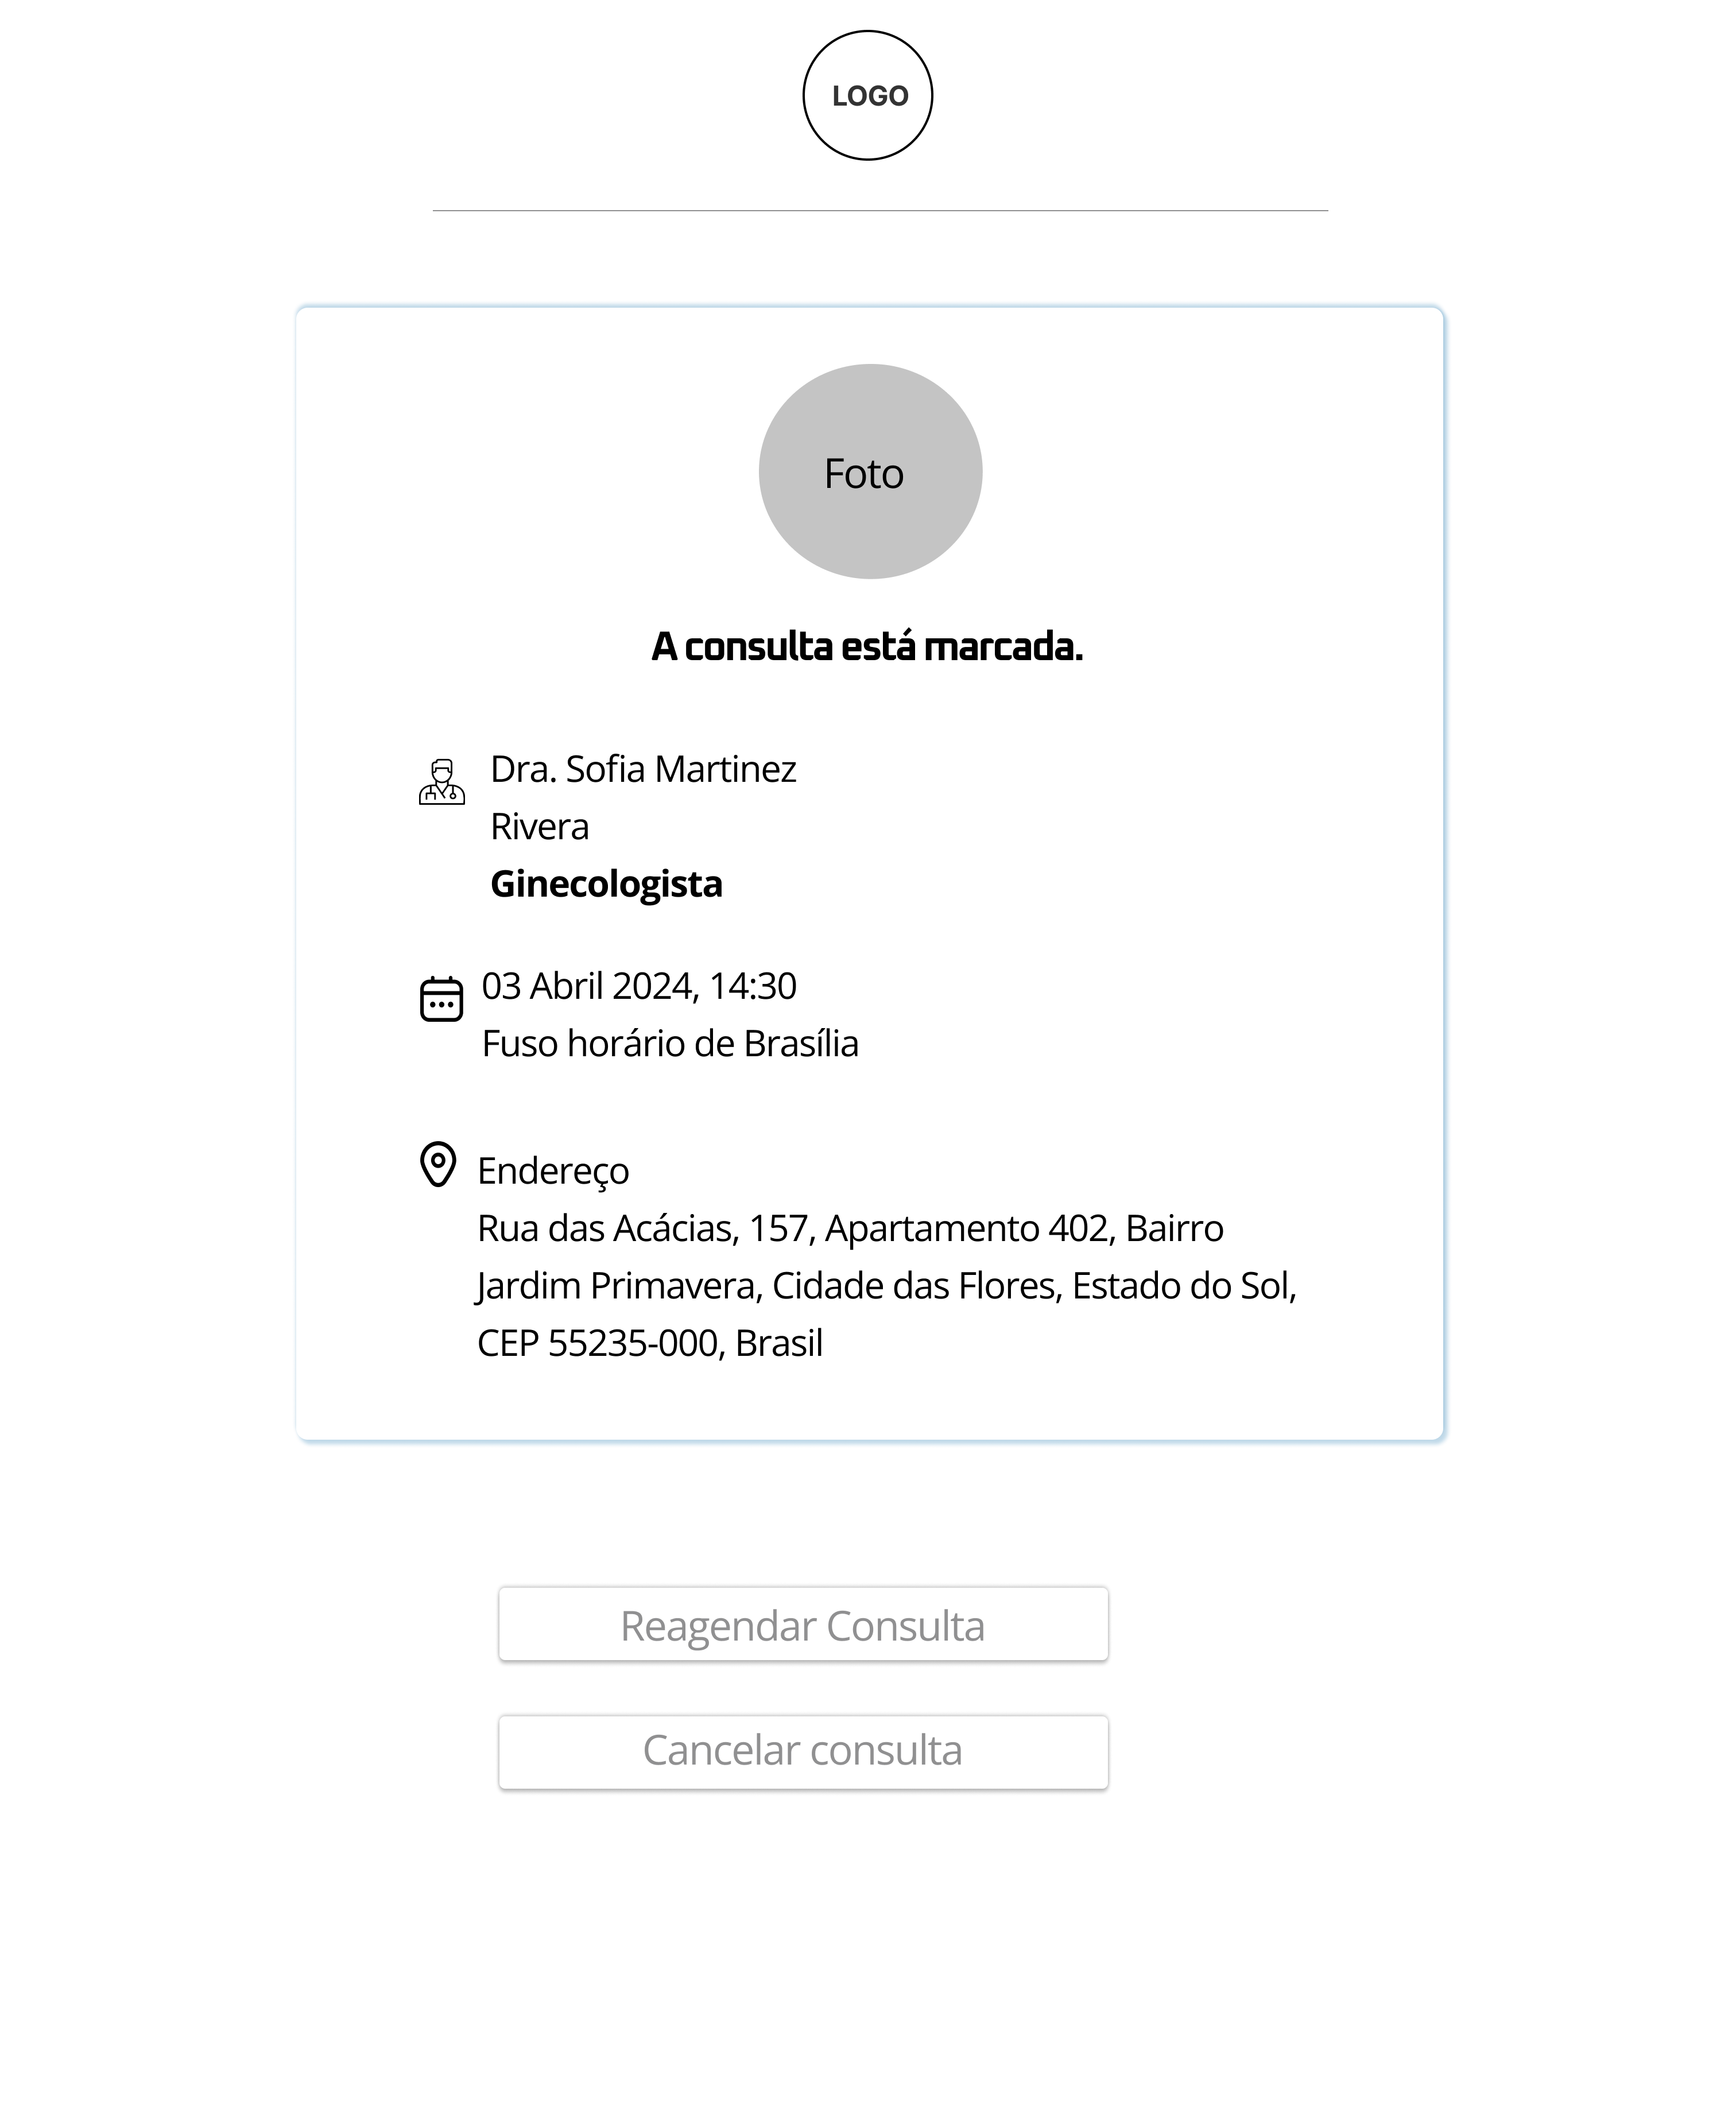 LOGO
Foto
A consulta está marcada.
Dra. Sofia Martinez
Rivera
Ginecologista
03 Abril 2024, 14:30
Fuso horário de Brasília
Endereço
Rua das Acácias, 157, Apartamento 402, Bairro
Jardim Primavera, Cidade das Flores, Estado do Sol,
CEP 55235-000, Brasil
Reagendar Consulta
Cancelar consulta